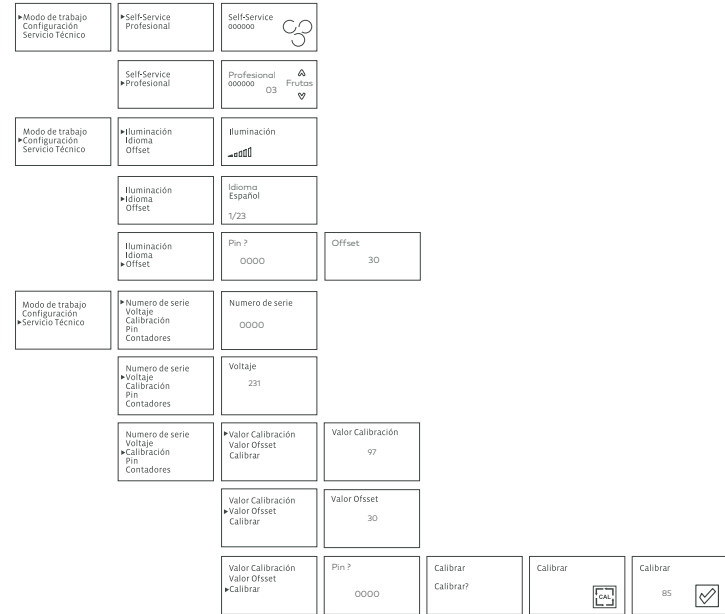 ▸Modo de trabajo
Configuración
Servicio Técnico
▸Self-Service
Profesional
Self-Service
000000
Self-Service
▸Profesional
Profesional
000000
03
Frutas
Modo de trabajo
▸Configuración
Servicio Técnico
▸Iluminación
Idioma
Offset
Iluminación
Iluminación
▸Idioma
Offset
Idioma
Español
1/23
Iluminación
Idioma
▸Offset
Pin ?
0000
Offset
30
Modo de trabajo
Configuración
▸Servicio Técnico
▸Numero de serie
Voltaje
Calibración
Pin
Contadores
Numero de serie
0000
Numero de serie
▸Voltaje
Calibración
Pin
Contadores
Voltaje
231
Numero de serie
Voltaje
▸Calibración
Pin
Contadores
▸Valor Calibración
Valor Ofsset
Calibrar
Valor Calibración
97
Valor Calibración
▸Valor Ofsset
Calibrar
Valor Ofsset
30
Valor Calibración
Valor Ofsset
▸Calibrar
Pin ?
0000
Calibrar
Calibrar?
Calibrar
CAL
Calibrar
85